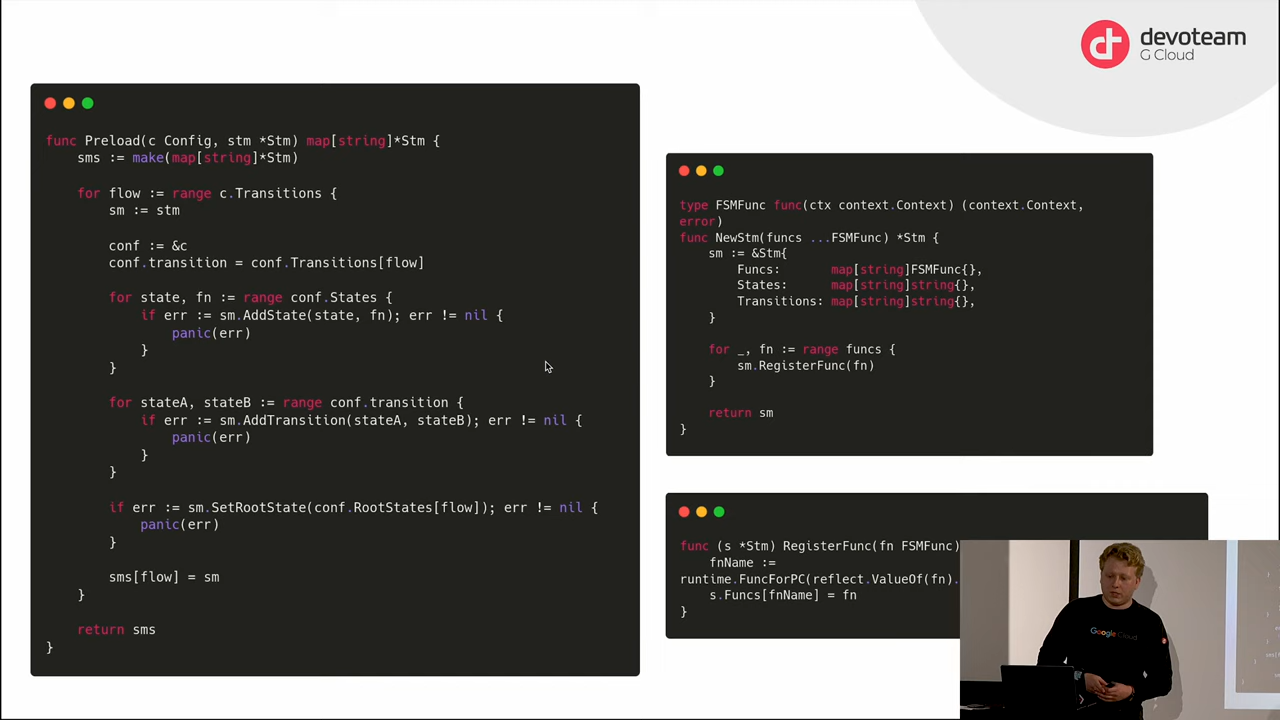 devoteam
G Cloud
func Preload(c Config, stm *Stm) map[string]*Stm {
sms := make(map[string]*Stm)
for flow := range c.Transitions {
sm := stm
conf := &c
conf.transition = conf.Transitions[flow]
for state, fn := range conf.States {
if err := sm.AddState(state, fn); err != nil {
panic(err)
}
}
for stateA, stateB := range conf.transition {
if err := sm.AddTransition(stateA, stateB); err != nil {
panic(err)
}
}
if err := sm.SetRootState(conf.RootStates[flow]); err != nil {
panic(err)
}
sms[flow] = sm
}
return sms
}
type FSMFunc func(ctx context.Context) (context.Context,
error)
func NewStm(funcs ...FSMFunc) *Stm {
sm := &Stm{
Funcs: map[string]FSMFunc{},
States: map[string]string{},
Transitions: map[string]string{},
}
for _, fn := range funcs {
sm.RegisterFunc(fn)
}
return sm
}
func (s *Stm) RegisterFunc(fn FSMFunc)
fnName :=
runtime.FuncForPC(reflect.ValueOf(fn).
s.Funcs[fnName] = fn
}
Google Cloud